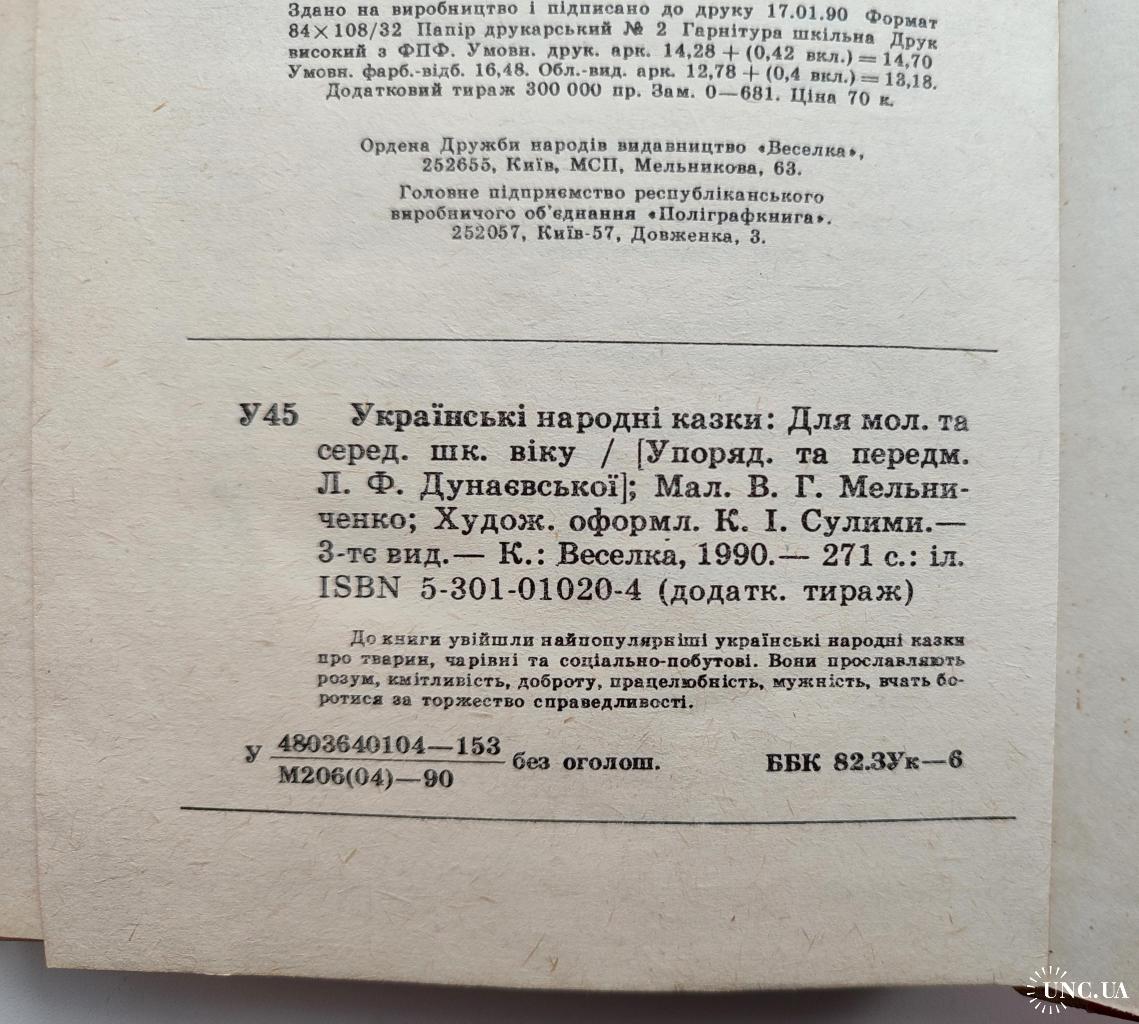 Здано на виробництво і підписано до друку 17.01.90 Формат
84×108/32 Папір друкарський № 2 Гарнітура шкільна Друк
високий з ФПФ. Умовн. друк. арк. 14,28+(0,42 вкл.)=14,70
Умовн. фарб.-відб. 16,48. Обл.-вид. арк. 12,78+(0,4 вкл.)=13,18.
Додатковий тираж 300 000 пр. Зам. 0—681. Ціна 70 к.
Ордена Дружби народів видавництво «Веселка»,
252655, Київ, МСП, Мельникова, 63.
Головне підприємство республіканського
виробничого об'єднання «Поліграфкнига».
252057, Київ-57, Довженка, 3.
У45 Українські народні казки: Для мол. та
серед. шк. віку / [Упоряд. та передм.
Л. Ф. Дунаєвської]; Мал. В. Г. Мельни-
ченко; Худож. оформл. К. І. Сулими.—
3-тє вид.— К.: Веселка, 1990.— 271 с.: іл.
ISBN 5-301-01020-4 (додатк. тираж)
До книги увійшли найпопулярніші українські народні казки
про тварин, чарівні та соціально-побутові. Вони прославляють
розум, кмітливість, доброту, працелюбність, мужність, вчать бо-
ротися за торжество справедливості.
У 4803640104—153 без оголош. ББК 82.3Ук—6
М206(04)—90
UNC.UA